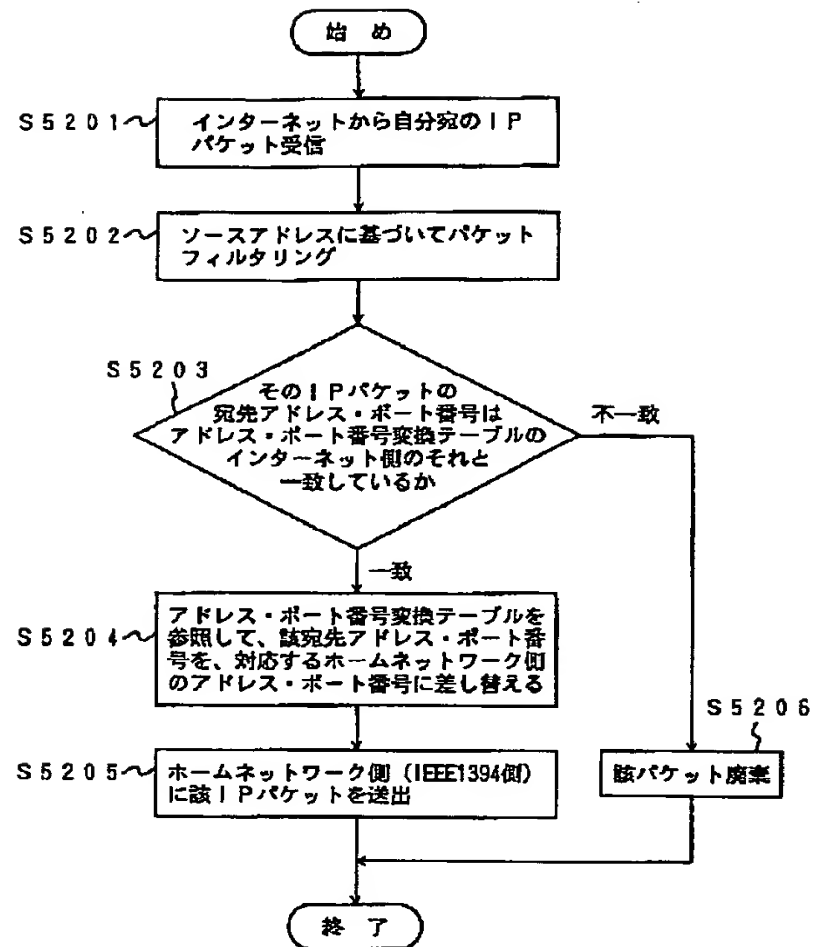 始 め
S5201
インターネットから自分宛のIP
パケット受信
S5202
ソースアドレスに基づいてパケット
フィルタリング
S5203
そのIPパケットの
宛先アドレス・ポート番号は
アドレス・ポート番号変換テーブルの
インターネット側のそれと
一致しているか
不一致
一致
S5204
アドレス・ポート番号変換テーブルを
参照して、該宛先アドレス・ポート番
号を、対応するホームネットワーク側
のアドレス・ポート番号に差し替える
S5206
該パケット廃棄
S5205
ホームネットワーク側(IEEE1394側)
に該IPパケットを送出
終 了